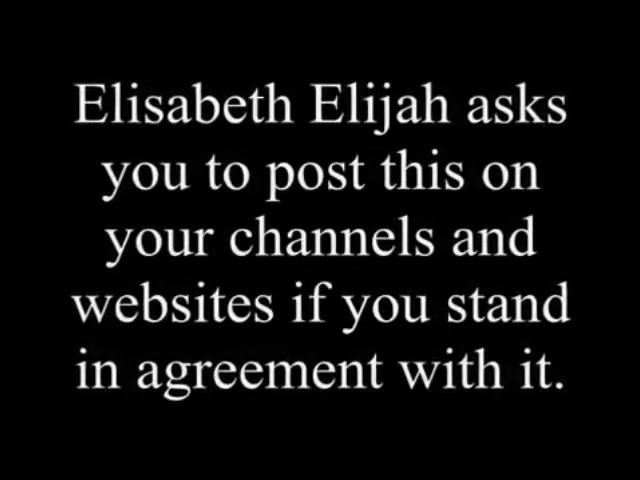 Elisabeth Elijah asks
you to post this on
your channels and
websites if you stand
in agreement with it.